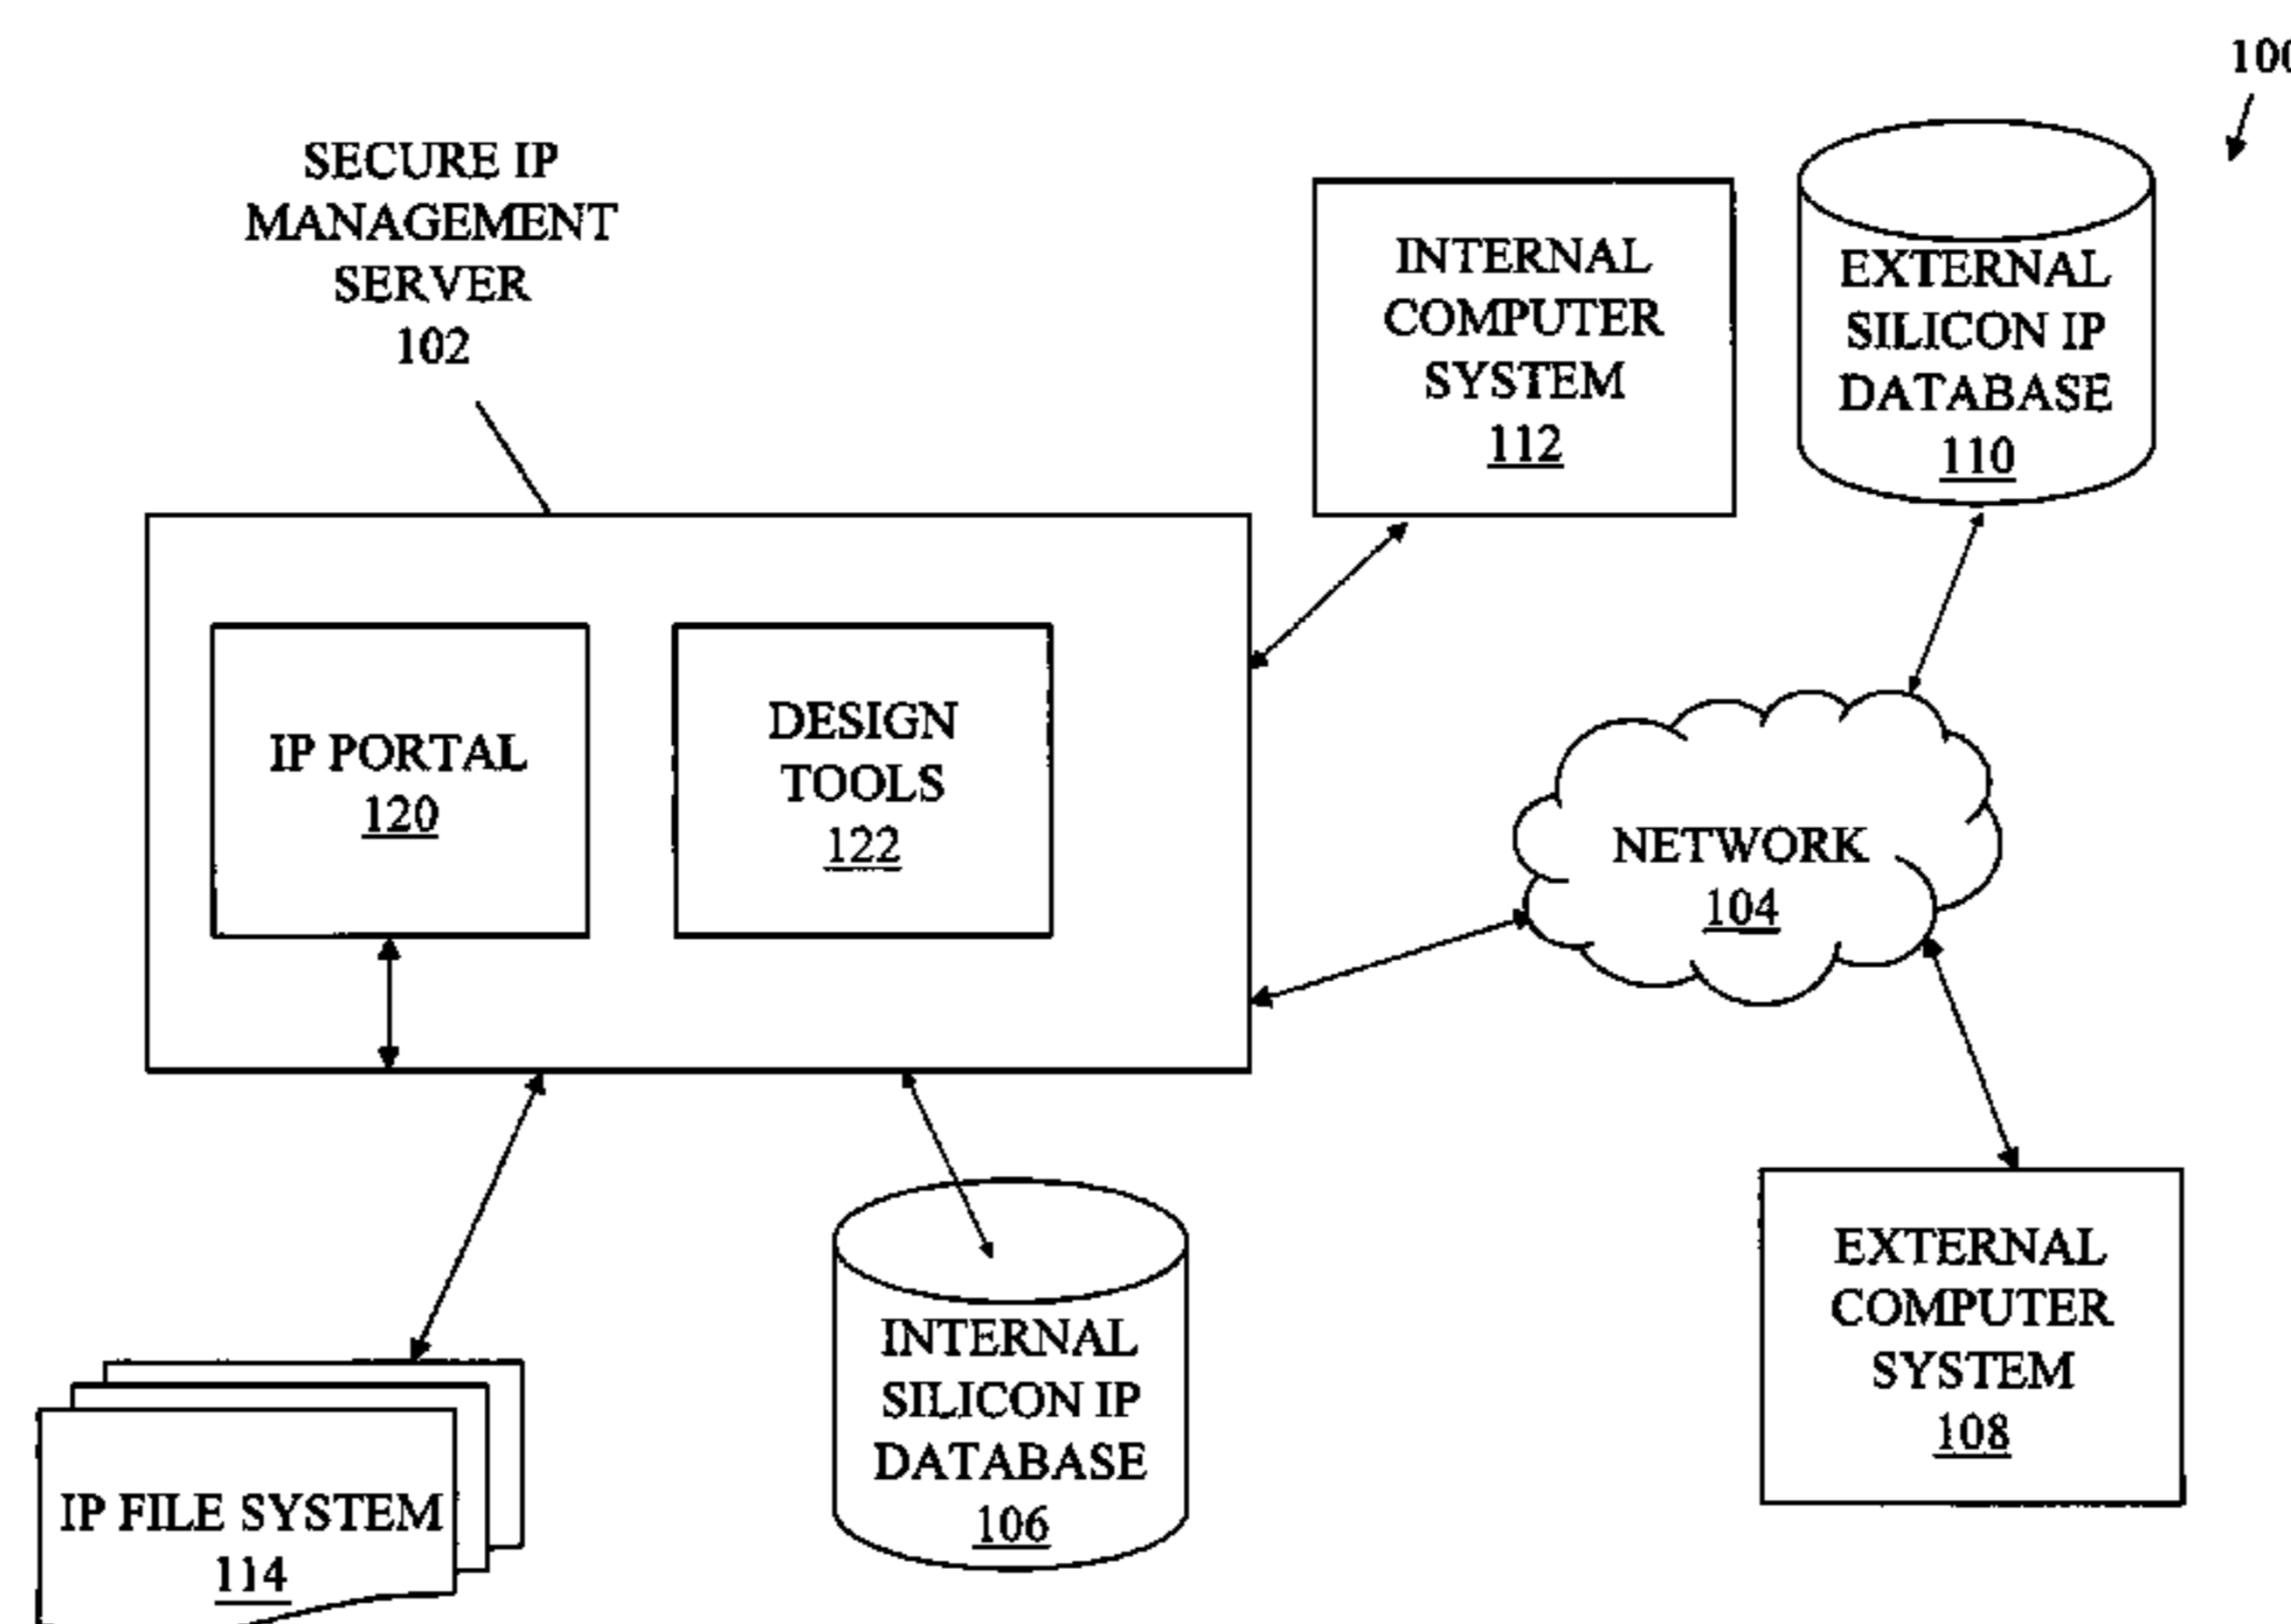 100
SECURE IP
MANAGEMENT
SERVER
102
INTERNAL
COMPUTER
SYSTEM
112
EXTERNAL
SILICON IP
DATABASE
110
IP PORTAL
120
DESIGN
TOOLS
122
NETWORK
104
INTERNAL
SILICON IP
DATABASE
106
EXTERNAL
COMPUTER
SYSTEM
108
IP FILE SYSTEM
114